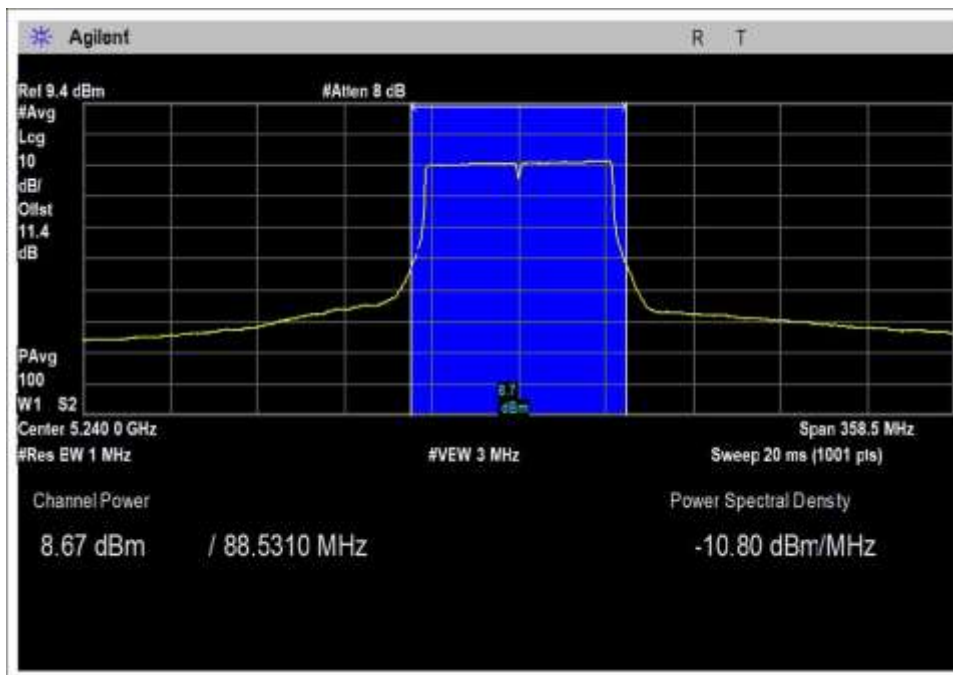 Agilent R T
Ref 9.4 dBm #Atten 8 dB
#Avg
Log
10
dB/
Offst
11.4
dB
PAvg
100
W1 S2
8.7
dBm
Center 5.240 0 GHz Span 358.5 MHz
#Res BW 1 MHz #VBW 3 MHz Sweep 20 ms (1001 pts)
Channel Power Power Spectral Density
8.67 dBm / 88.5310 MHz -10.80 dBm/MHz